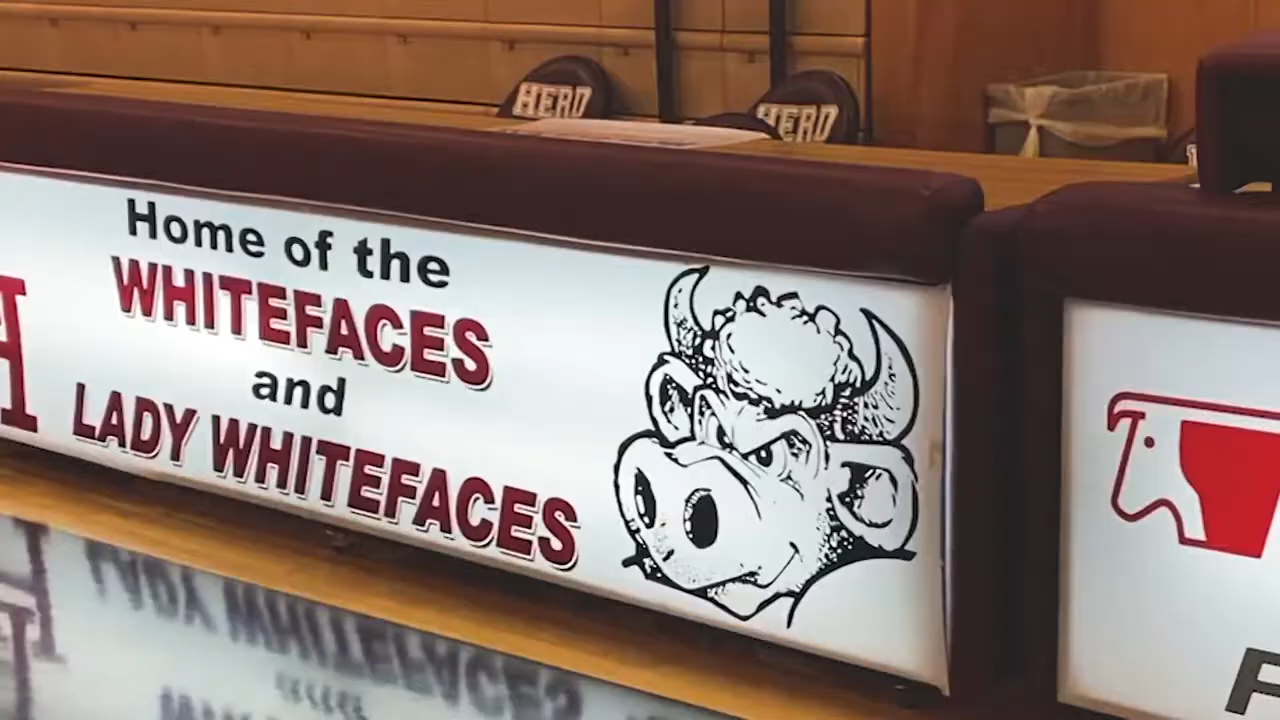 HERD
HERD
Home of the
WHITEFACES
and
LADY WHITEFACES